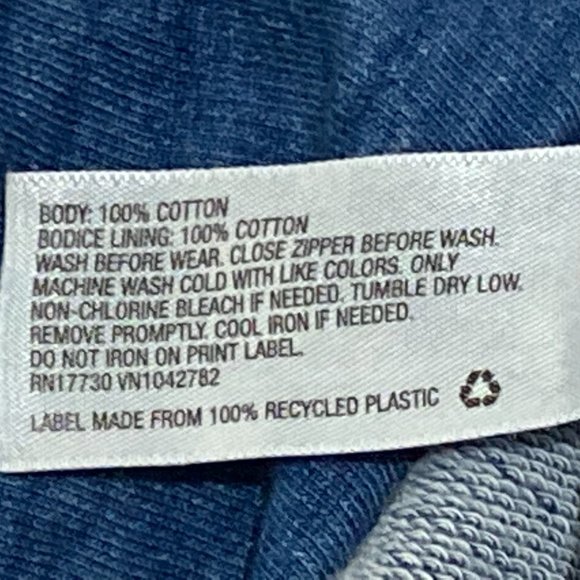 BODY: 100% COTTON
BODICE LINING: 100% COTTON
WASH BEFORE WEAR. CLOSE ZIPPER BEFORE WASH.
MACHINE WASH COLD WITH LIKE COLORS. ONLY
NON-CHLORINE BLEACH IF NEEDED. TUMBLE DRY LOW.
REMOVE PROMPTLY. COOL IRON IF NEEDED.
DO NOT IRON ON PRINT LABEL.
RN17730 VN1042782
LABEL MADE FROM 100% RECYCLED PLASTIC